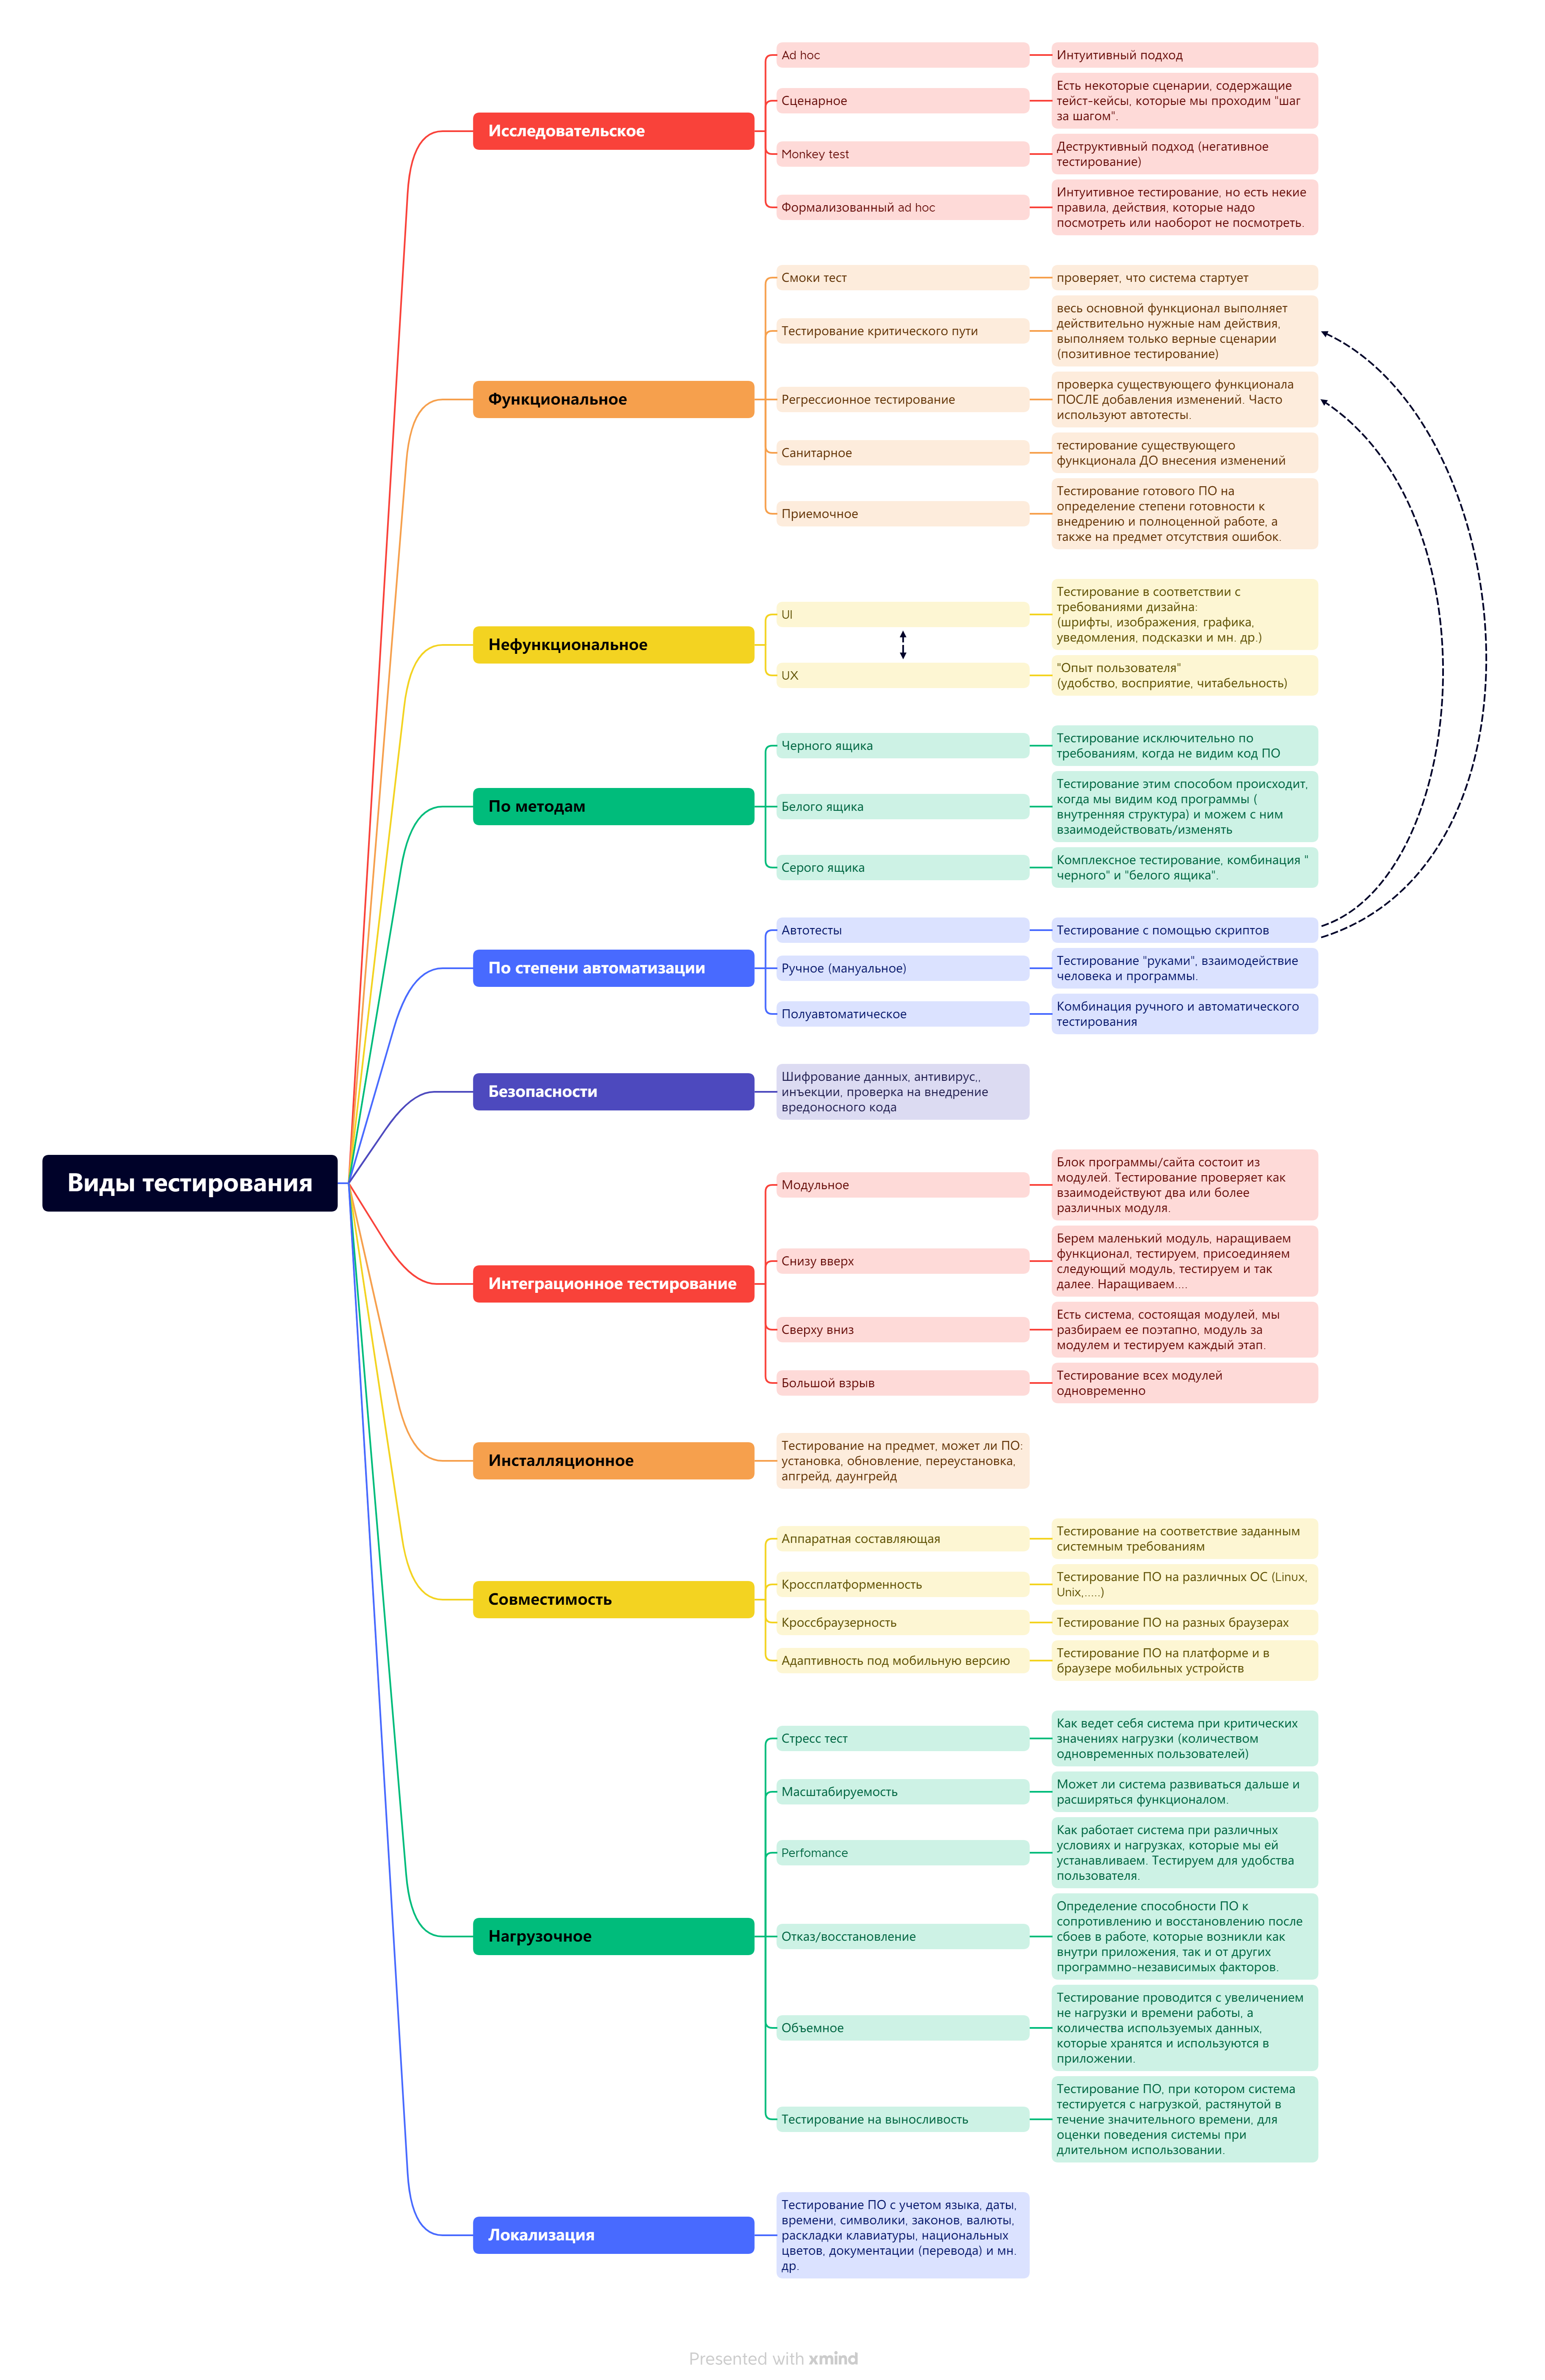 Виды тестирования
Исследовательское
Ad hoc
Интуитивный подход
Сценарное
Есть некоторые сценарии, содержащие
тейст-кейсы, которые мы проходим "шаг
за шагом".
Monkey test
Деструктивный подход (негативное
тестирование)
Формализованный ad hoc
Интуитивное тестирование, но есть некие
правила, действия, которые надо
посмотреть или наоборот не посмотреть.
Функциональное
Смоки тест
проверяет, что система стартует
Тестирование критического пути
весь основной функционал выполняет
действительно нужные нам действия,
выполняем только верные сценарии
(позитивное тестирование)
Регрессионное тестирование
проверка существующего функционала
ПОСЛЕ добавления изменений. Часто
используют автотесты.
Санитарное
тестирование существующего
функционала ДО внесения изменений
Приемочное
Тестирование готового ПО на
определение степени готовности к
внедрению и полноценной работе, а
также на предмет отсутствия ошибок.
Нефункциональное
UI
Тестирование в соответствии с
требованиями дизайна:
(шрифты, изображения, графика,
уведомления, подсказки и мн. др.)
UX
"Опыт пользователя"
(удобство, восприятие, читабельность)
По методам
Черного ящика
Тестирование исключительно по
требованиям, когда не видим код ПО
Белого ящика
Тестирование этим способом происходит,
когда мы видим код программы (
внутренняя структура) и можем с ним
взаимодействовать/изменять
Серого ящика
Комплексное тестирование, комбинация "
черного" и "белого ящика".
По степени автоматизации
Автотесты
Тестирование с помощью скриптов
Ручное (мануальное)
Тестирование "руками", взаимодействие
человека и программы.
Полуавтоматическое
Комбинация ручного и автоматического
тестирования
Безопасности
Шифрование данных, антивирус,,
инъекции, проверка на внедрение
вредоносного кода
Интеграционное тестирование
Модульное
Блок программы/сайта состоит из
модулей. Тестирование проверяет как
взаимодействуют два или более
различных модуля.
Снизу вверх
Берем маленький модуль, наращиваем
функционал, тестируем, присоединяем
следующий модуль, тестируем и так
далее. Наращиваем....
Сверху вниз
Есть система, состоящая модулей, мы
разбираем ее поэтапно, модуль за
модулем и тестируем каждый этап.
Большой взрыв
Тестирование всех модулей
одновременно
Инсталляционное
Тестирование на предмет, может ли ПО:
установка, обновление, переустановка,
апгрейд, даунгрейд
Совместимость
Аппаратная составляющая
Тестирование на соответствие заданным
системным требованиям
Кроссплатформенность
Тестирование ПО на различных ОС (Linux,
Unix,.....)
Кроссбраузерность
Тестирование ПО на разных браузерах
Адаптивность под мобильную версию
Тестирование ПО на платформе и в
браузере мобильных устройств
Нагрузочное
Стресс тест
Как ведет себя система при критических
значениях нагрузки (количеством
одновременных пользователей)
Масштабируемость
Может ли система развиваться дальше и
расширяться функционалом.
Perfomance
Как работает система при различных
условиях и нагрузках, которые мы ей
устанавливаем. Тестируем для удобства
пользователя.
Отказ/восстановление
Определение способности ПО к
сопротивлению и восстановлению после
сбоев в работе, которые возникли как
внутри приложения, так и от других
программно-независимых факторов.
Объемное
Тестирование проводится с увеличением
не нагрузки и времени работы, а
количества используемых данных,
которые хранятся и используются в
приложении.
Тестирование на выносливость
Тестирование ПО, при котором система
тестируется с нагрузкой, растянутой в
течение значительного времени, для
оценки поведения системы при
длительном использовании.
Локализация
Тестирование ПО с учетом языка, даты,
времени, символики, законов, валюты,
раскладки клавиатуры, национальных
цветов, документации (перевода) и мн.
др.
Presented with xmind